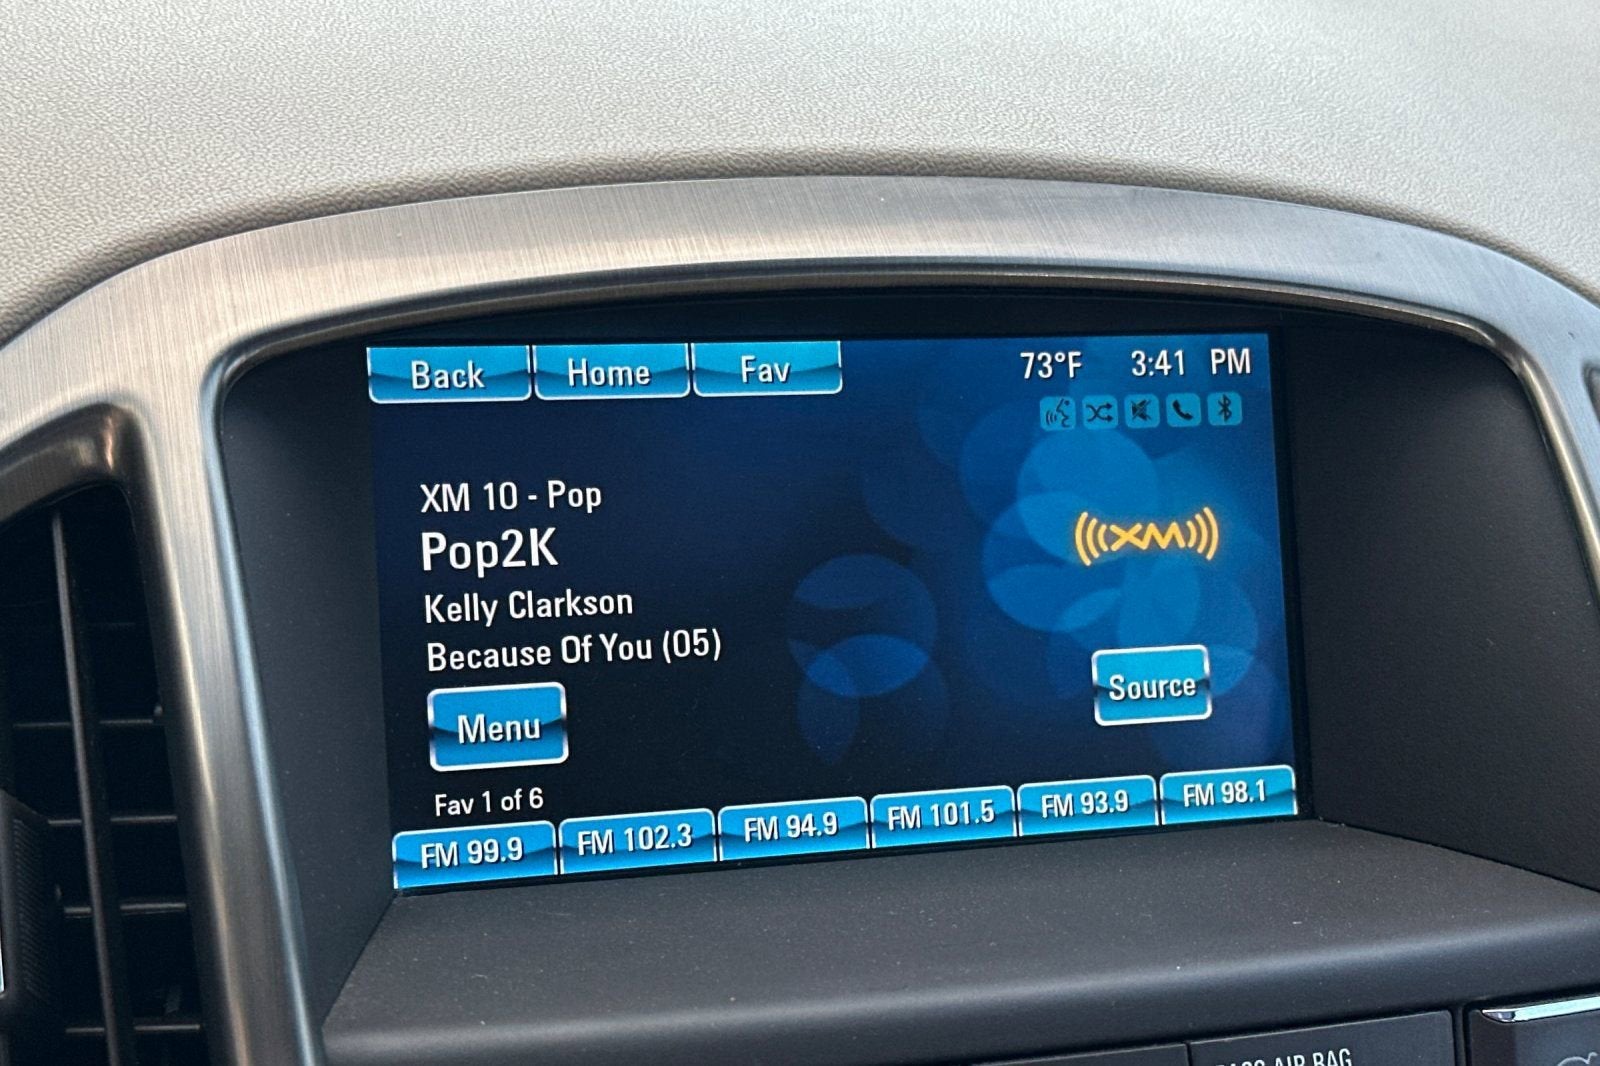 Back Home Fav 73°F 3:41 PM
XM 10 - Pop
Pop2K
XM
Kelly Clarkson
Because Of You (05)
Source
Menu
Fav 1 of 6
FM 99.9 FM 102.3 FM 94.9 FM 101.5 FM 93.9 FM 98.1
AIR BAG